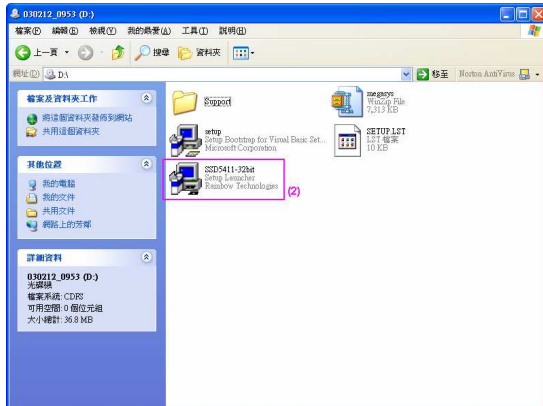 030212_0953 (D:)
檔案(F) 編輯(E) 檢視(V) 我的最愛(A) 工具(T) 說明(H)
上一頁 搜尋 資料夾
網址(D) D:\ 移至 Norton AntiVirus
檔案及資料夾工作
將這個資料夾發佈到網站
共用這個資料夾
其他位置
我的電腦
我的文件
共用文件
網路上的芳鄰
詳細資料
030212_0953 (D:)
光碟機
檔案系統: CDFS
可用空間: 0 個位元組
大小總計: 36.8 MB
Support
megasys
WinZip File
7,313 KB
setup
Setup Bootstrap for Visual Basic Set...
Microsoft Corporation
SETUP.LST
LST 檔案
10 KB
SSD5411-32bit
Setup Launcher
Rainbow Technologies
(2)